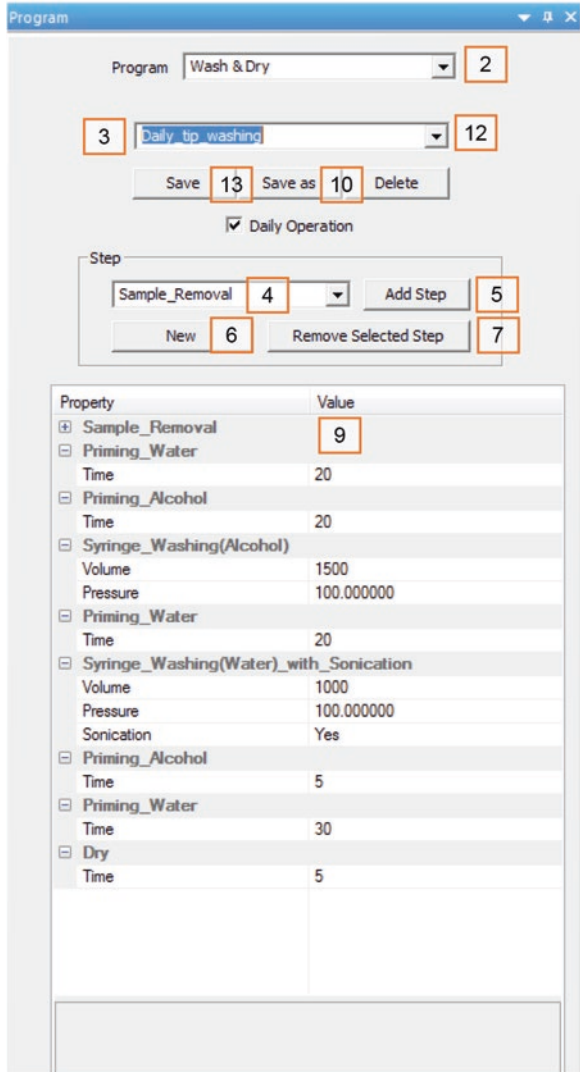 Program
Program Wash & Dry 2
3 Daily_tip_washing 12
Save 13 Save as 10 Delete
Daily Operation
Step
Sample_Removal 4 Add Step 5
New 6 Remove Selected Step 7
Property Value
Sample_Removal 9
Priming_Water
Time 20
Priming_Alcohol
Time 20
Syringe_Washing(Alcohol)
Volume 1500
Pressure 100.000000
Priming_Water
Time 20
Syringe_Washing(Water)_with_Sonication
Volume 1000
Pressure 100.000000
Sonication Yes
Priming_Alcohol
Time 5
Priming_Water
Time 30
Dry
Time 5